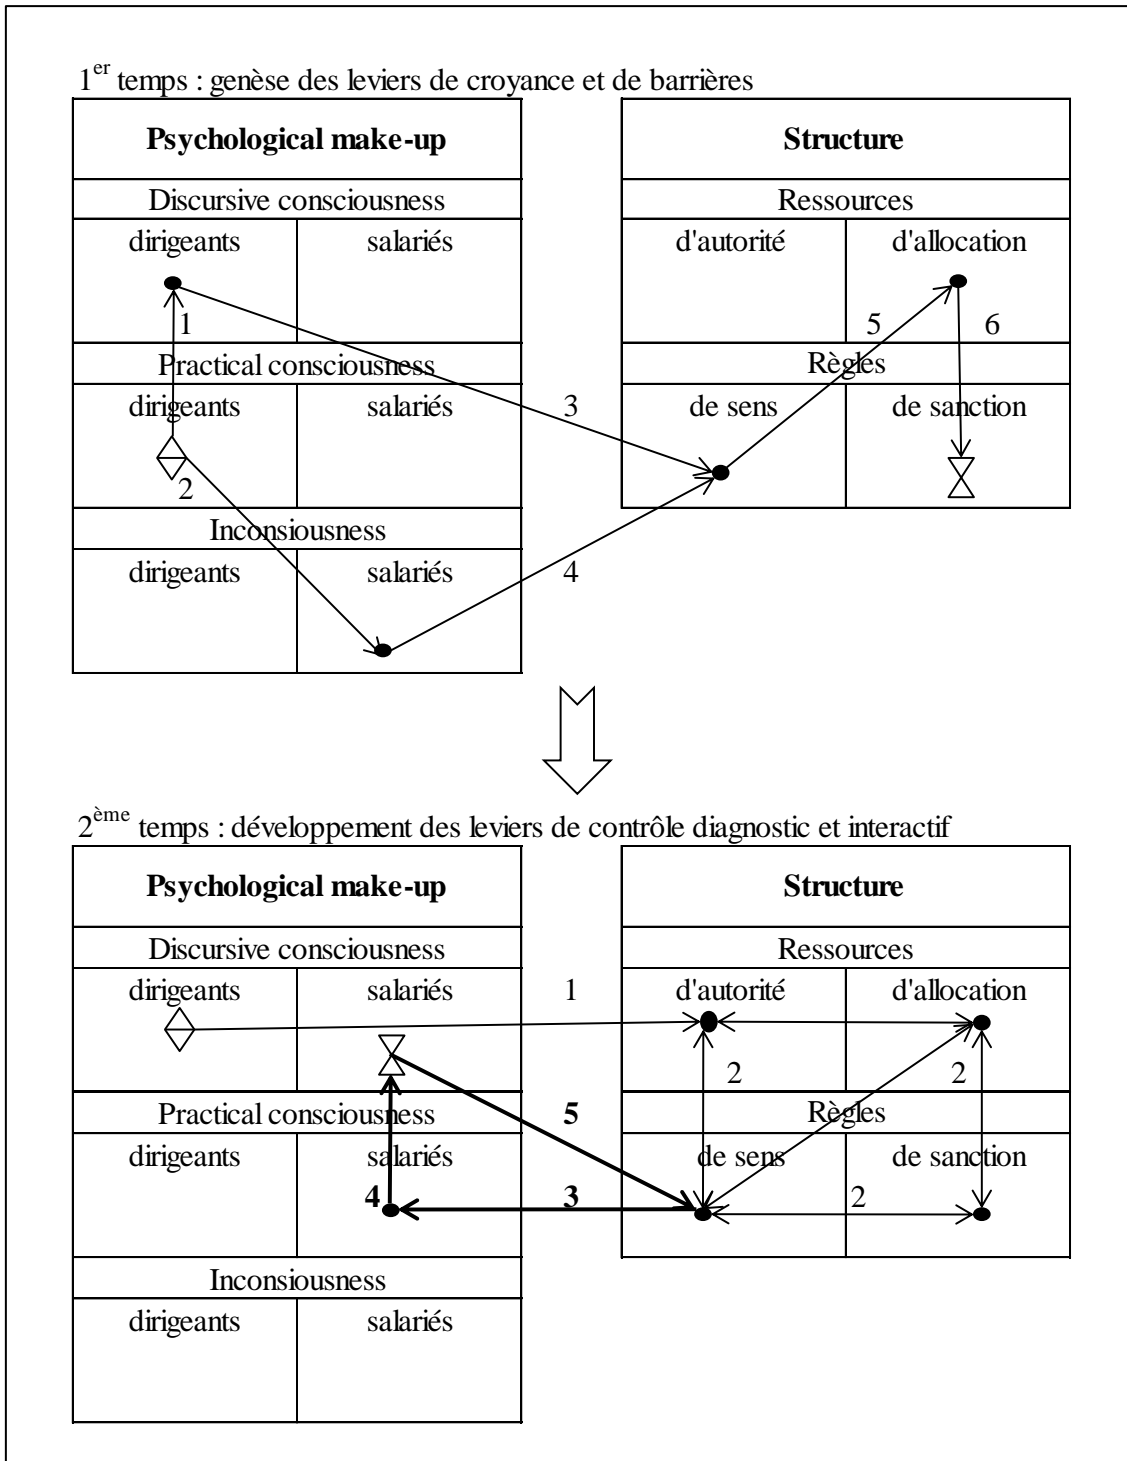 1er temps : genèse des leviers de croyance et de barrières
Psychological make-up Structure
Discursive consciousness Ressources
dirigeants salariés d'autorité d'allocation
1 5 6
Practical consciousness Règles
dirigeants salariés 3 de sens de sanction
2
Inconsiousness
dirigeants salariés 4
2ème temps : développement des leviers de contrôle diagnostic et interactif
Psychological make-up Structure
Discursive consciousness Ressources
dirigeants salariés 1 d'autorité d'allocation
2 2
Practical consciousness 5 Règles
dirigeants salariés de sens de sanction
4 3 2
Inconsiousness
dirigeants salariés